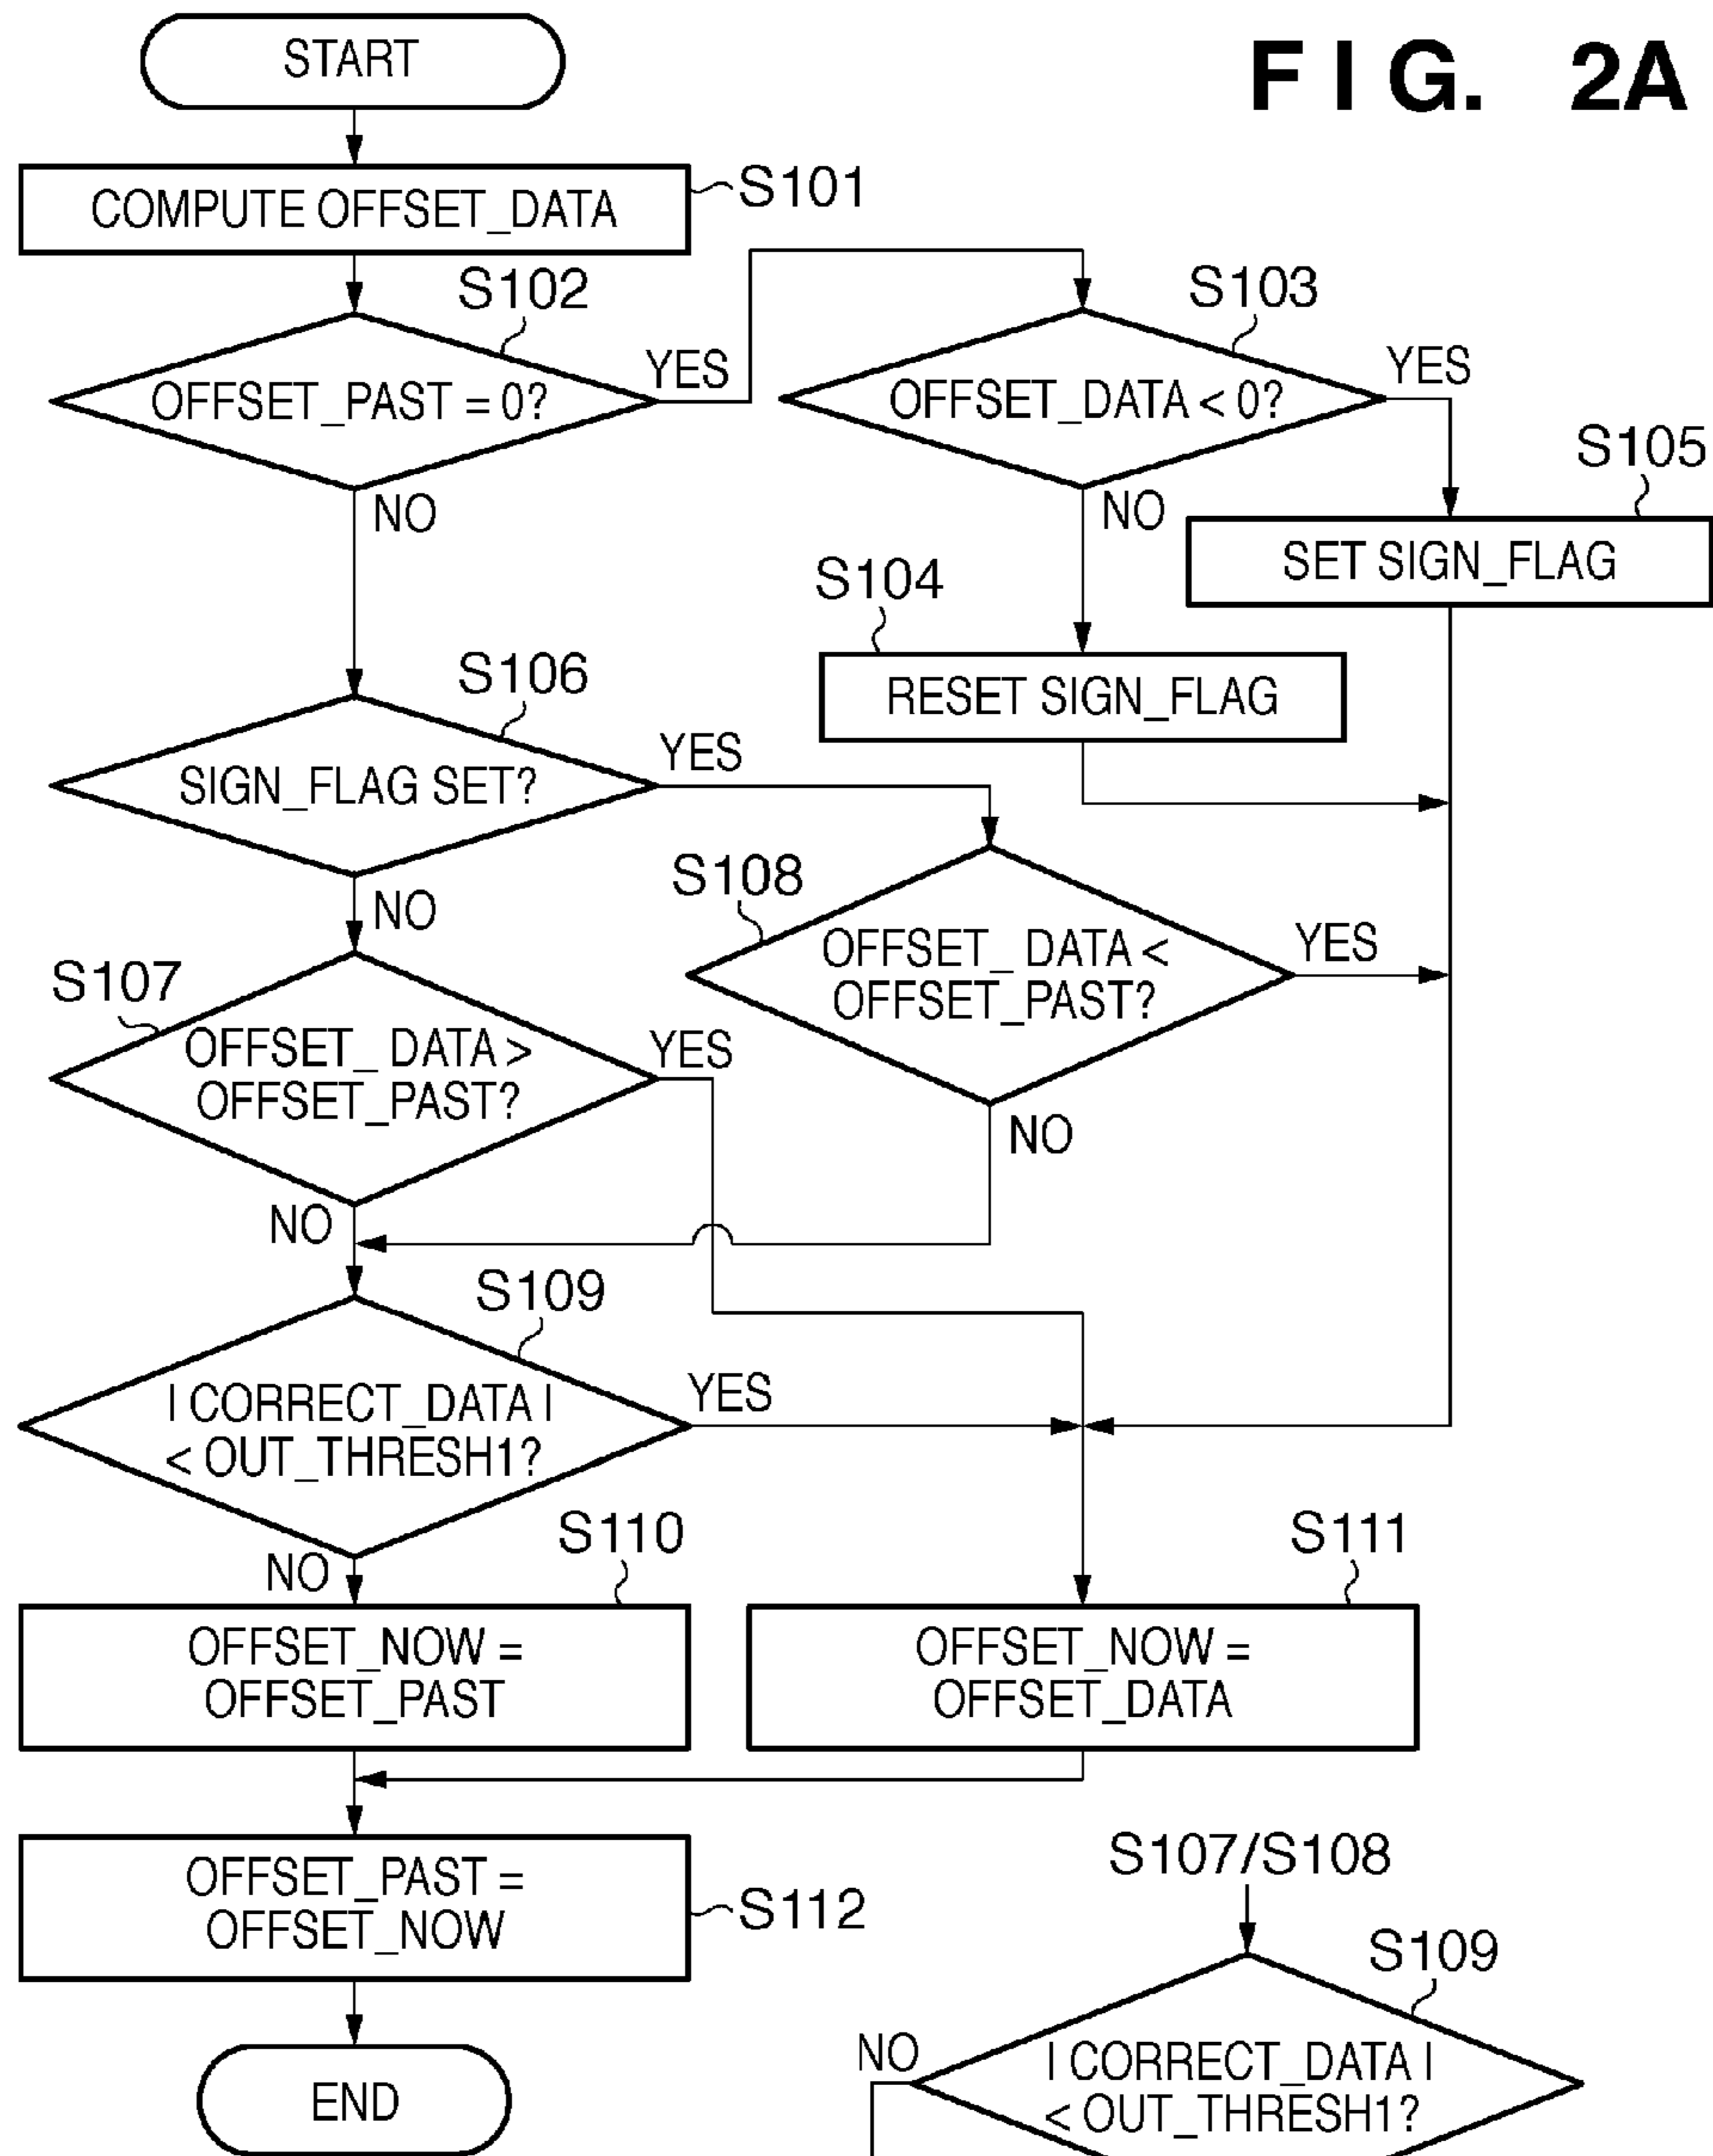 FIG. 2A
START
COMPUTE OFFSET_DATA
S101
S102
OFFSET_PAST = 0?
YES
NO
S103
OFFSET_DATA < 0?
YES
NO
S105
SET SIGN_FLAG
S104
RESET SIGN_FLAG
S106
SIGN_FLAG SET?
YES
NO
S108
OFFSET_ DATA <
OFFSET_PAST?
YES
NO
S107
OFFSET_ DATA >
OFFSET_PAST?
YES
NO
S109
| CORRECT_DATA |
< OUT_THRESH1?
YES
NO
S110
OFFSET_NOW =
OFFSET_PAST
S111
OFFSET_NOW =
OFFSET_DATA
OFFSET_PAST =
OFFSET_NOW
S112
END
S107/S108
S109
NO
| CORRECT_DATA |
< OUT_THRESH1?